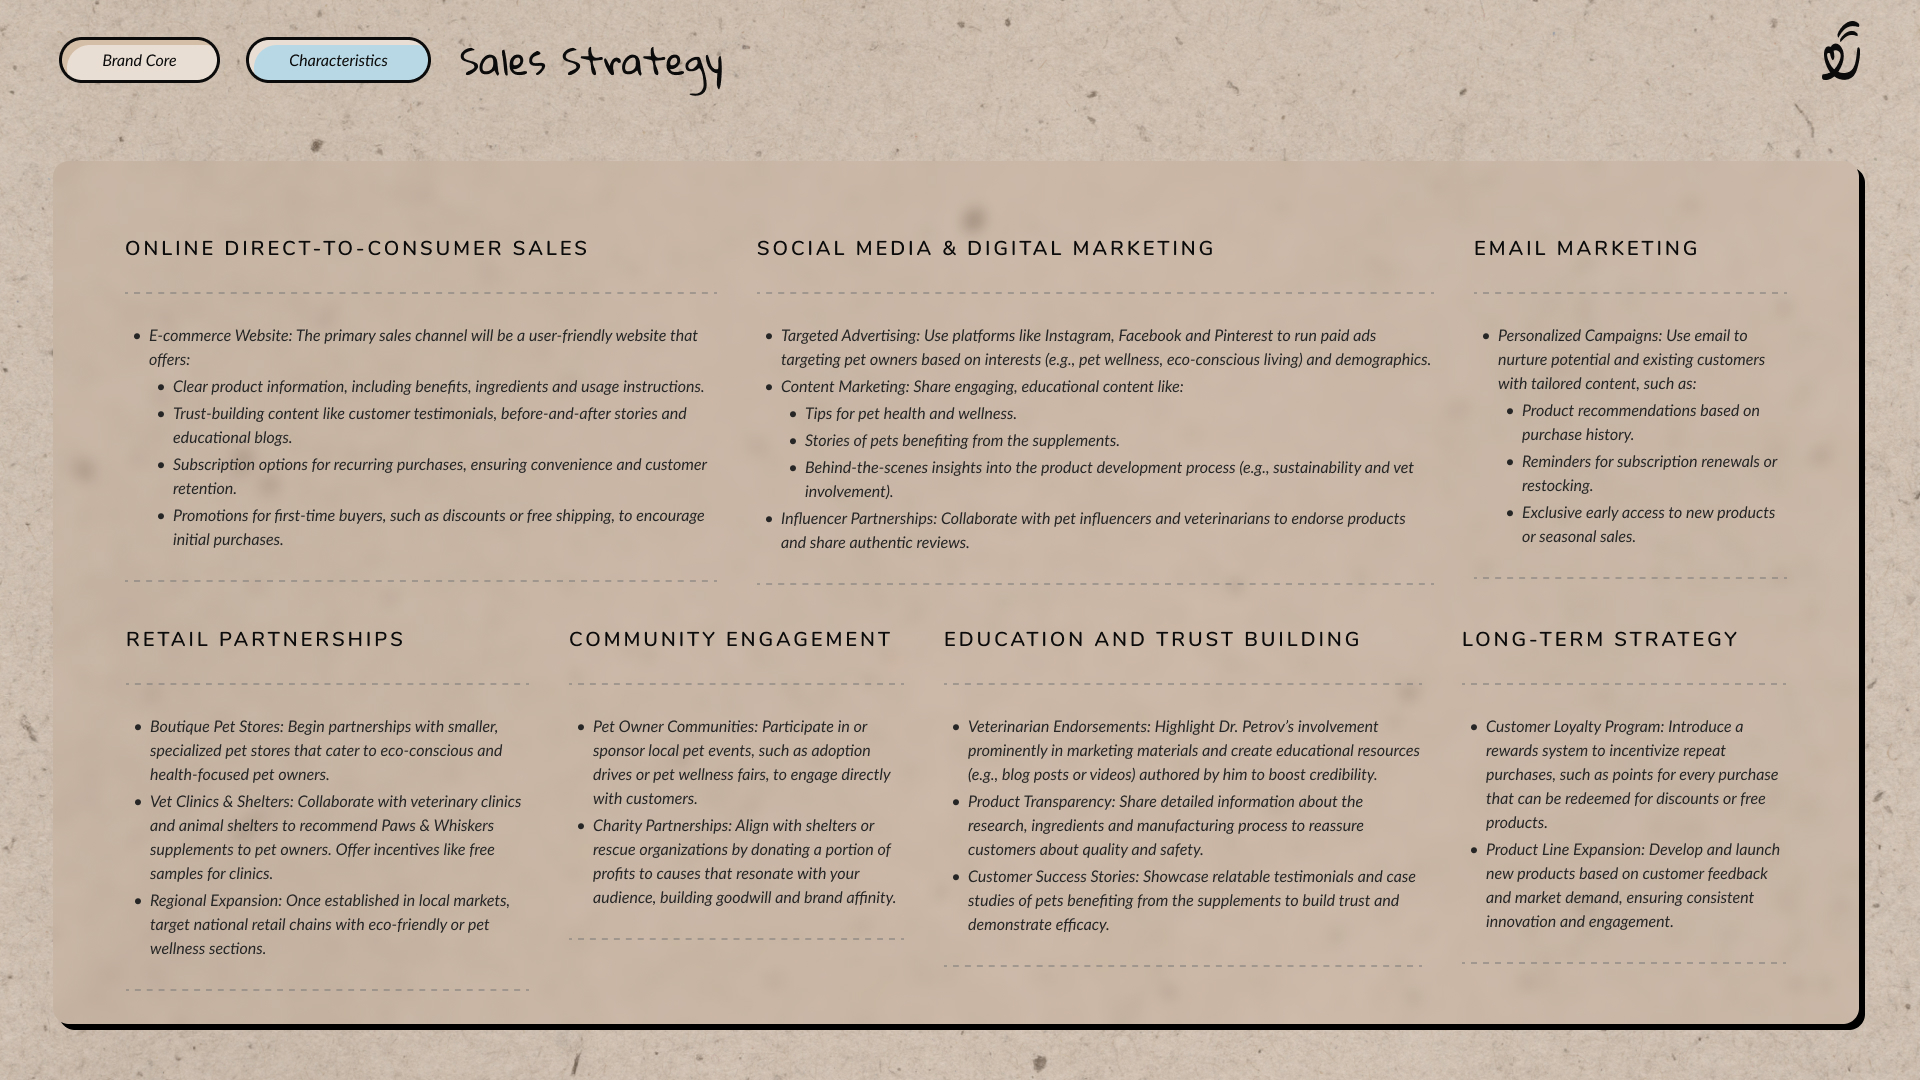 Brand Core
Characteristics
Sales Strategy
ONLINE DIRECT-TO-CONSUMER SALES
• E-commerce Website: The primary sales channel will be a user-friendly website that
offers:
• Clear product information, including benefits, ingredients and usage instructions.
• Trust-building content like customer testimonials, before-and-after stories and
educational blogs.
• Subscription options for recurring purchases, ensuring convenience and customer
retention.
• Promotions for first-time buyers, such as discounts or free shipping, to encourage
initial purchases.
SOCIAL MEDIA & DIGITAL MARKETING
• Targeted Advertising: Use platforms like Instagram, Facebook and Pinterest to run paid ads
targeting pet owners based on interests (e.g., pet wellness, eco-conscious living) and demographics.
• Content Marketing: Share engaging, educational content like:
• Tips for pet health and wellness.
• Stories of pets benefiting from the supplements.
• Behind-the-scenes insights into the product development process (e.g., sustainability and vet
involvement).
• Influencer Partnerships: Collaborate with pet influencers and veterinarians to endorse products
and share authentic reviews.
EMAIL MARKETING
• Personalized Campaigns: Use email to
nurture potential and existing customers
with tailored content, such as:
• Product recommendations based on
purchase history.
• Reminders for subscription renewals or
restocking.
• Exclusive early access to new products
or seasonal sales.
RETAIL PARTNERSHIPS
• Boutique Pet Stores: Begin partnerships with smaller,
specialized pet stores that cater to eco-conscious and
health-focused pet owners.
• Vet Clinics & Shelters: Collaborate with veterinary clinics
and animal shelters to recommend Paws & Whiskers
supplements to pet owners. Offer incentives like free
samples for clinics.
• Regional Expansion: Once established in local markets,
target national retail chains with eco-friendly or pet
wellness sections.
COMMUNITY ENGAGEMENT
• Pet Owner Communities: Participate in or
sponsor local pet events, such as adoption
drives or pet wellness fairs, to engage directly
with customers.
• Charity Partnerships: Align with shelters or
rescue organizations by donating a portion of
profits to causes that resonate with your
audience, building goodwill and brand affinity.
EDUCATION AND TRUST BUILDING
• Veterinarian Endorsements: Highlight Dr. Petrov’s involvement
prominently in marketing materials and create educational resources
(e.g., blog posts or videos) authored by him to boost credibility.
• Product Transparency: Share detailed information about the
research, ingredients and manufacturing process to reassure
customers about quality and safety.
• Customer Success Stories: Showcase relatable testimonials and case
studies of pets benefiting from the supplements to build trust and
demonstrate efficacy.
LONG-TERM STRATEGY
• Customer Loyalty Program: Introduce a
rewards system to incentivize repeat
purchases, such as points for every purchase
that can be redeemed for discounts or free
products.
• Product Line Expansion: Develop and launch
new products based on customer feedback
and market demand, ensuring consistent
innovation and engagement.